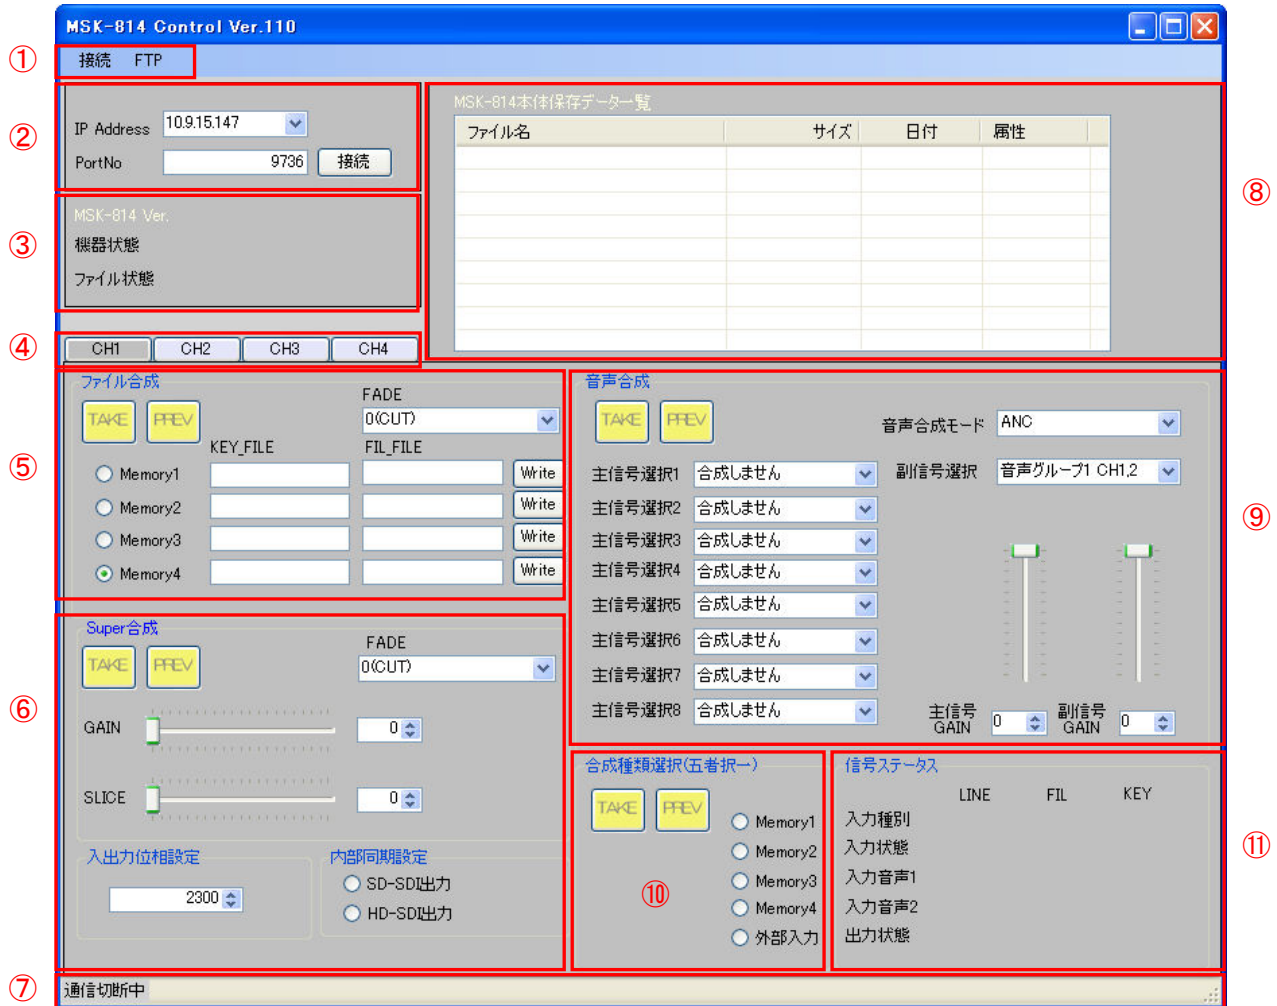 MSK-814 Control Ver.110
① 接続 FTP
② IP Address 10.9.15.147
PortNo 9736 接続
③ MSK-814 Ver.
機器状態
ファイル状態
MSK-814本体保存データ一覧
ファイル名 サイズ 日付 属性
⑧
④ CH1 CH2 CH3 CH4
ファイル合成
TAKE PREV
FADE
0(CUT)
KEY_FILE FIL_FILE
⑤
Memory1 Write
Memory2 Write
Memory3 Write
Memory4 Write
音声合成
TAKE PREV
音声合成モード ANC
副信号選択 音声グループ1 CH1,2
主信号選択1 合成しません
主信号選択2 合成しません
主信号選択3 合成しません
主信号選択4 合成しません
主信号選択5 合成しません
主信号選択6 合成しません
主信号選択7 合成しません
主信号選択8 合成しません
主信号 GAIN 0 副信号 GAIN 0
⑨
Super合成
TAKE PREV
FADE
0(CUT)
⑥
GAIN 0
SLICE 0
入出力位相設定
2300
内部同期設定
SD-SDI出力
HD-SDI出力
合成種類選択(五者択一)
TAKE PREV
Memory1
Memory2
Memory3
Memory4
外部入力
⑩
信号ステータス
LINE FIL KEY
入力種別
入力状態
入力音声1
入力音声2
出力状態
⑪
⑦ 通信切断中